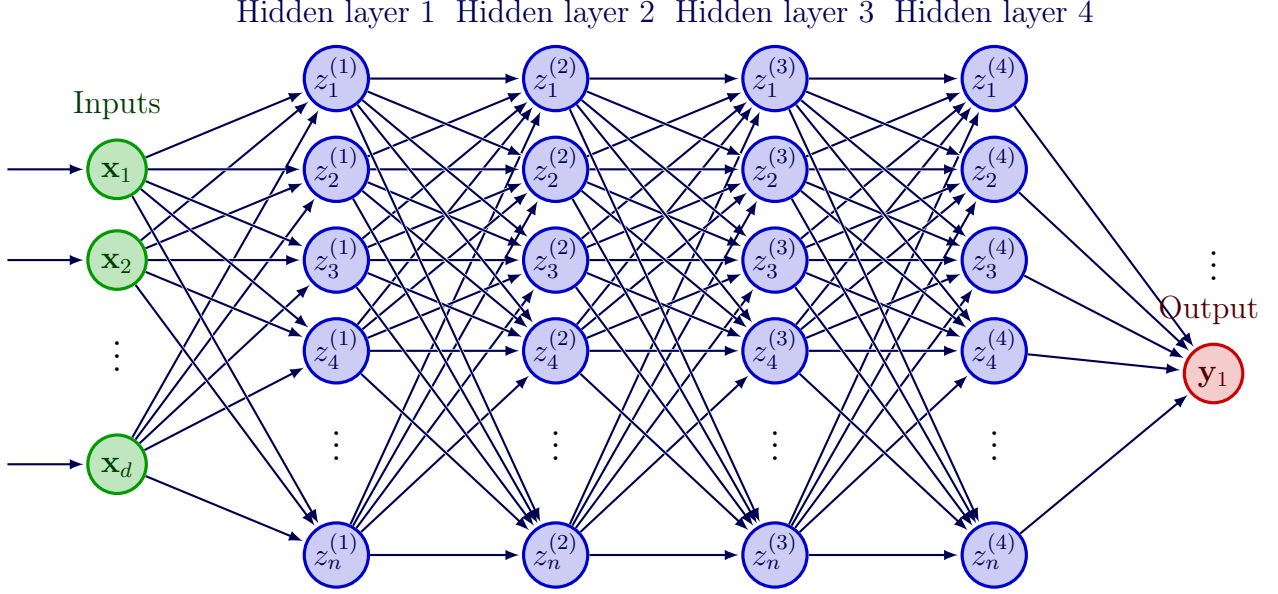 Hidden layer 1 Hidden layer 2 Hidden layer 3 Hidden layer 4
z₁⁽¹⁾ z₁⁽²⁾ z₁⁽³⁾ z₁⁽⁴⁾
Inputs
x₁ z₂⁽¹⁾ z₂⁽²⁾ z₂⁽³⁾ z₂⁽⁴⁾
x₂ z₃⁽¹⁾ z₃⁽²⁾ z₃⁽³⁾ z₃⁽⁴⁾ ⋮
Output
⋮ z₄⁽¹⁾ z₄⁽²⁾ z₄⁽³⁾ z₄⁽⁴⁾
y₁
⋮ ⋮ ⋮ ⋮
x_d
zₙ⁽¹⁾ zₙ⁽²⁾ zₙ⁽³⁾ zₙ⁽⁴⁾